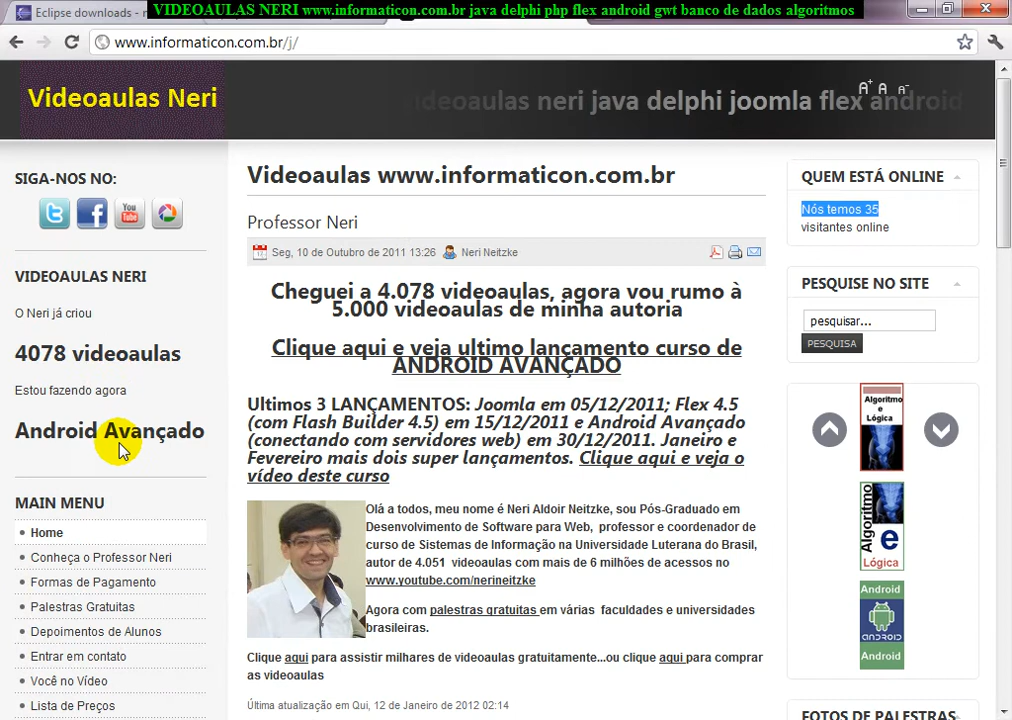 Eclipse downloads -
VIDEOAULAS NERI www.informaticon.com.br java delphi php flex android gwt banco de dados algoritmos
www.informaticon.com.br/j/
Videoaulas Neri
videoaulas neri java delphi joomla flex android
A+ A A-
SIGA-NOS NO:
You
Tube
VIDEOAULAS NERI
O Neri já criou
4078 videoaulas
Estou fazendo agora
Android Avançado
MAIN MENU
Home
Conheça o Professor Neri
Formas de Pagamento
Palestras Gratuitas
Depoimentos de Alunos
Entrar em contato
Você no Vídeo
Lista de Preços
Videoaulas www.informaticon.com.br
Professor Neri
Seg, 10 de Outubro de 2011 13:26 Neri Neitzke
Cheguei a 4.078 videoaulas, agora vou rumo à
5.000 videoaulas de minha autoria
Clique aqui e veja ultimo lançamento curso de
ANDROID AVANÇADO
Ultimos 3 LANÇAMENTOS: Joomla em 05/12/2011; Flex 4.5
(com Flash Builder 4.5) em 15/12/2011 e Android Avançado
(conectando com servidores web) em 30/12/2011. Janeiro e
Fevereiro mais dois super lançamentos. Clique aqui e veja o
vídeo deste curso
Olá a todos, meu nome é Neri Aldoir Neitzke, sou Pós-Graduado em
Desenvolvimento de Software para Web, professor e coordenador de
curso de Sistemas de Informação na Universidade Luterana do Brasil,
autor de 4.051 videoaulas com mais de 6 milhões de acessos no
www.youtube.com/nerineitzke
Agora com palestras gratuitas em várias faculdades e universidades
brasileiras.
Clique aqui para assistir milhares de videoaulas gratuitamente...ou clique aqui para comprar
as videoaulas
Última atualização em Qui, 12 de Janeiro de 2012 02:14
QUEM ESTÁ ONLINE
Nós temos 35
visitantes online
PESQUISE NO SITE
pesquisar...
PESQUISA
Algoritmo
e
Lógica
Algoritmo
e
Lógica
Android
android
Android
FOTOS DE PALESTRAS